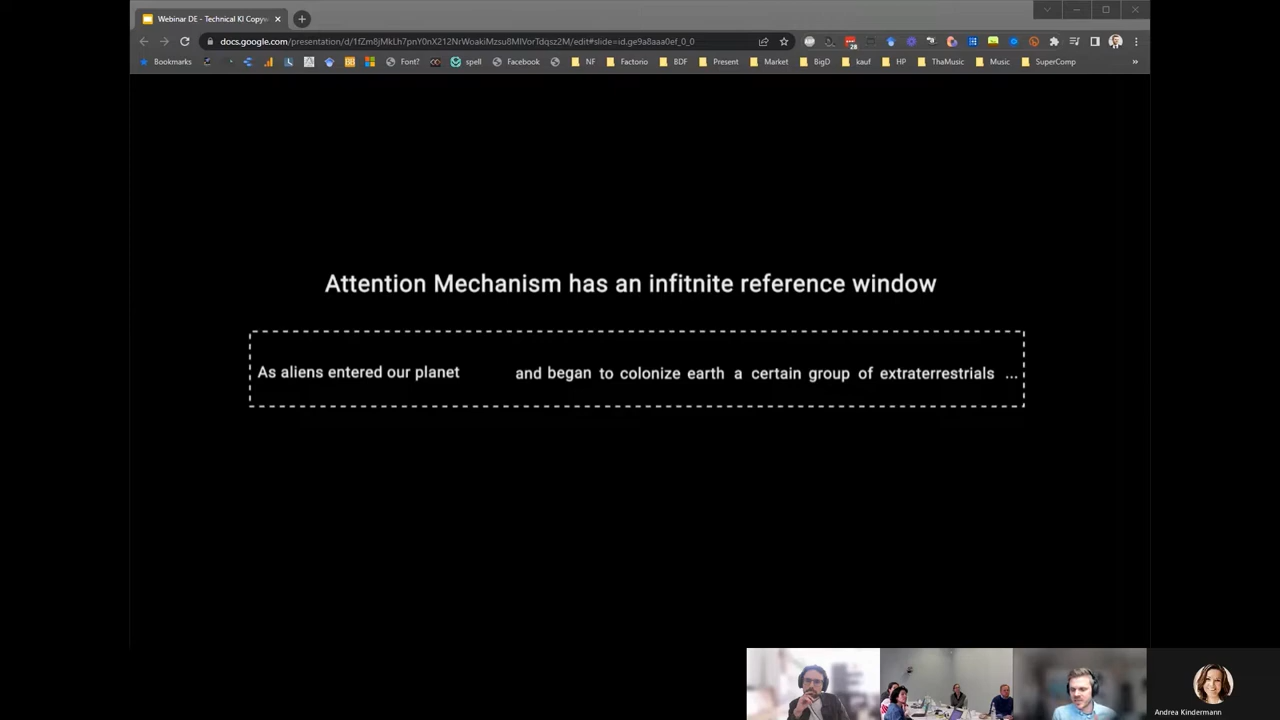 Webinar DE - Technical KI Copyw
docs.google.com/presentation/d/1fZm8jMkLh7pnY0nX212NrWoakiMzsu8MIVorTdqsz2M/edit#slide=id.ge9a8aaa0ef_0_0
28
Bookmarks Font? spell Facebook NF Factorio BDF Present Market BigD kauf HP ThaMusic Music SuperComp »
Attention Mechanism has an infitnite reference window
As aliens entered our planet and began to colonize earth a certain group of extraterrestrials ...
Andrea Kindermann